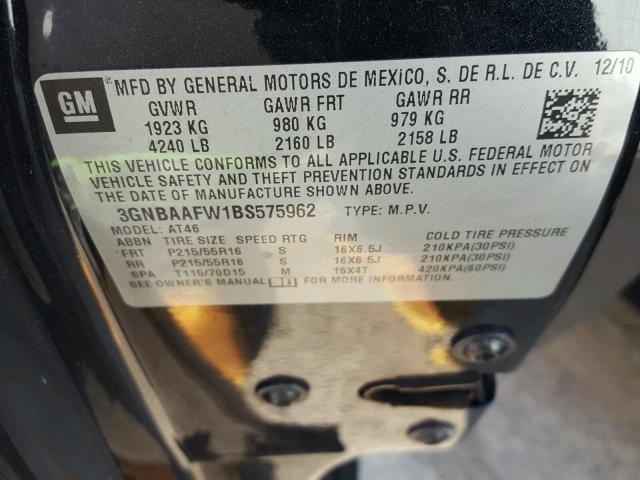 GM
MFD BY GENERAL MOTORS DE MEXICO, S. DE R.L. DE C.V. 12/10
GVWR GAWR FRT GAWR RR
1923 KG 980 KG 979 KG
4240 LB 2160 LB 2158 LB
THIS VEHICLE CONFORMS TO ALL APPLICABLE U.S. FEDERAL MOTOR
VEHICLE SAFETY AND THEFT PREVENTION STANDARDS IN EFFECT ON
THE DATE OF MANUFACTURE SHOWN ABOVE.
3GNBAAFW1BS575962 TYPE: M.P.V.
MODEL: AT46
ABBN TIRE SIZE SPEED RTG RIM COLD TIRE PRESSURE
FRT P215/55R16 S 16X6.5J 210KPA(30PSI)
RR P215/55R16 S 16X6.5J 210KPA(30PSI)
SPA T115/70D15 M 15X4T 420KPA(60PSI)
SEE OWNER'S MANUAL FOR MORE INFORMATION